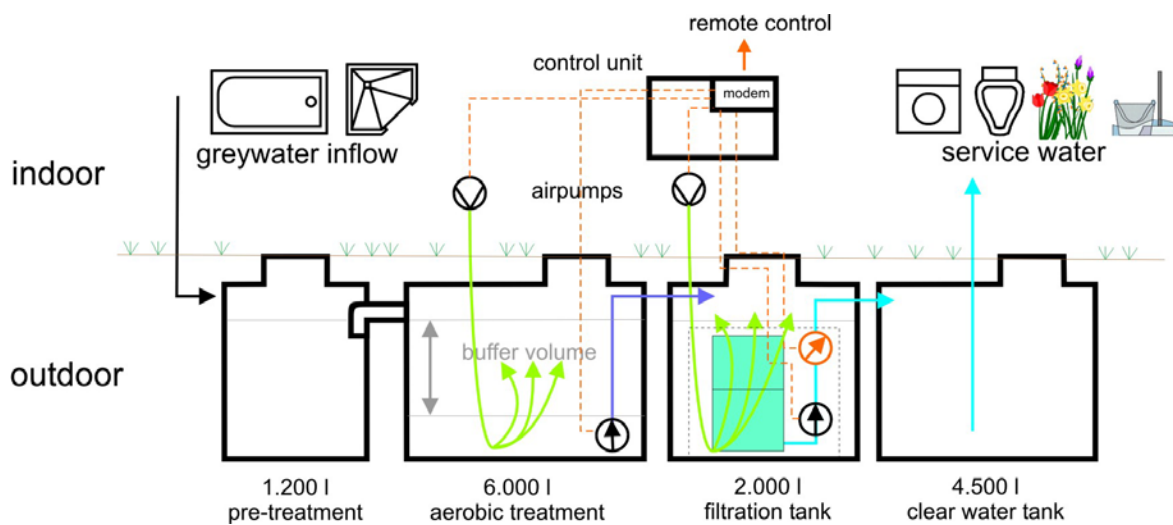 remote control
control unit
modem
greywater inflow
service water
indoor
airpumps
outdoor
buffer volume
1.200 l
pre-treatment
6.000 l
aerobic treatment
2.000 l
filtration tank
4.500 l
clear water tank